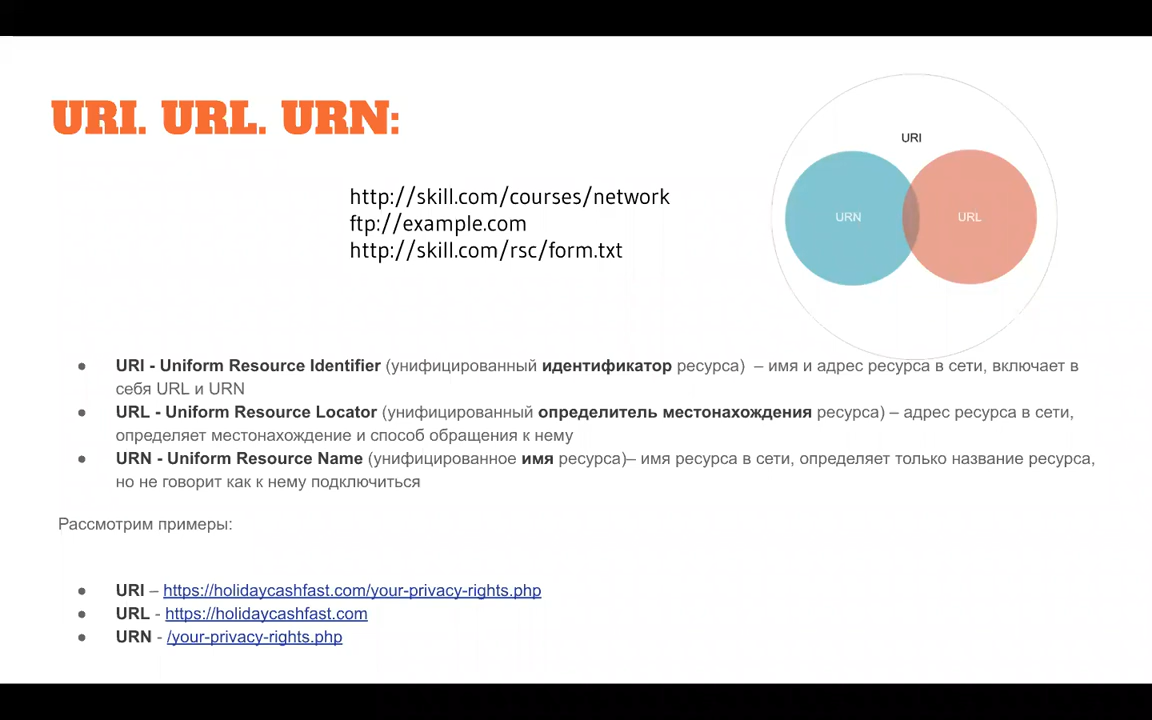 URI. URL. URN:
URI
URN
URL
http://skill.com/courses/network
ftp://example.com
http://skill.com/rsc/form.txt
● URI - Uniform Resource Identifier (унифицированный идентификатор ресурса) – имя и адрес ресурса в сети, включает в
себя URL и URN
● URL - Uniform Resource Locator (унифицированный определитель местонахождения ресурса) – адрес ресурса в сети,
определяет местонахождение и способ обращения к нему
● URN - Uniform Resource Name (унифицированное имя ресурса)– имя ресурса в сети, определяет только название ресурса,
но не говорит как к нему подключиться
Рассмотрим примеры:
● URI – https://holidaycashfast.com/your-privacy-rights.php
● URL - https://holidaycashfast.com
● URN - /your-privacy-rights.php